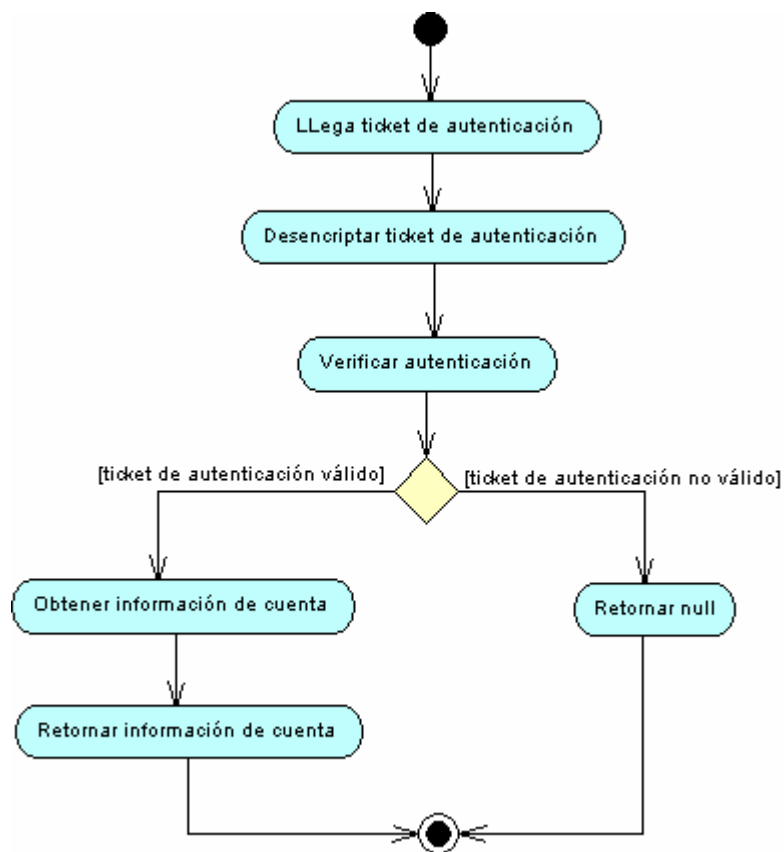 LLega ticket de autenticación
Desencriptar ticket de autenticación
Verificar autenticación
[ticket de autenticación válido]
[ticket de autenticación no válido]
Obtener información de cuenta
Retornar null
Retornar información de cuenta